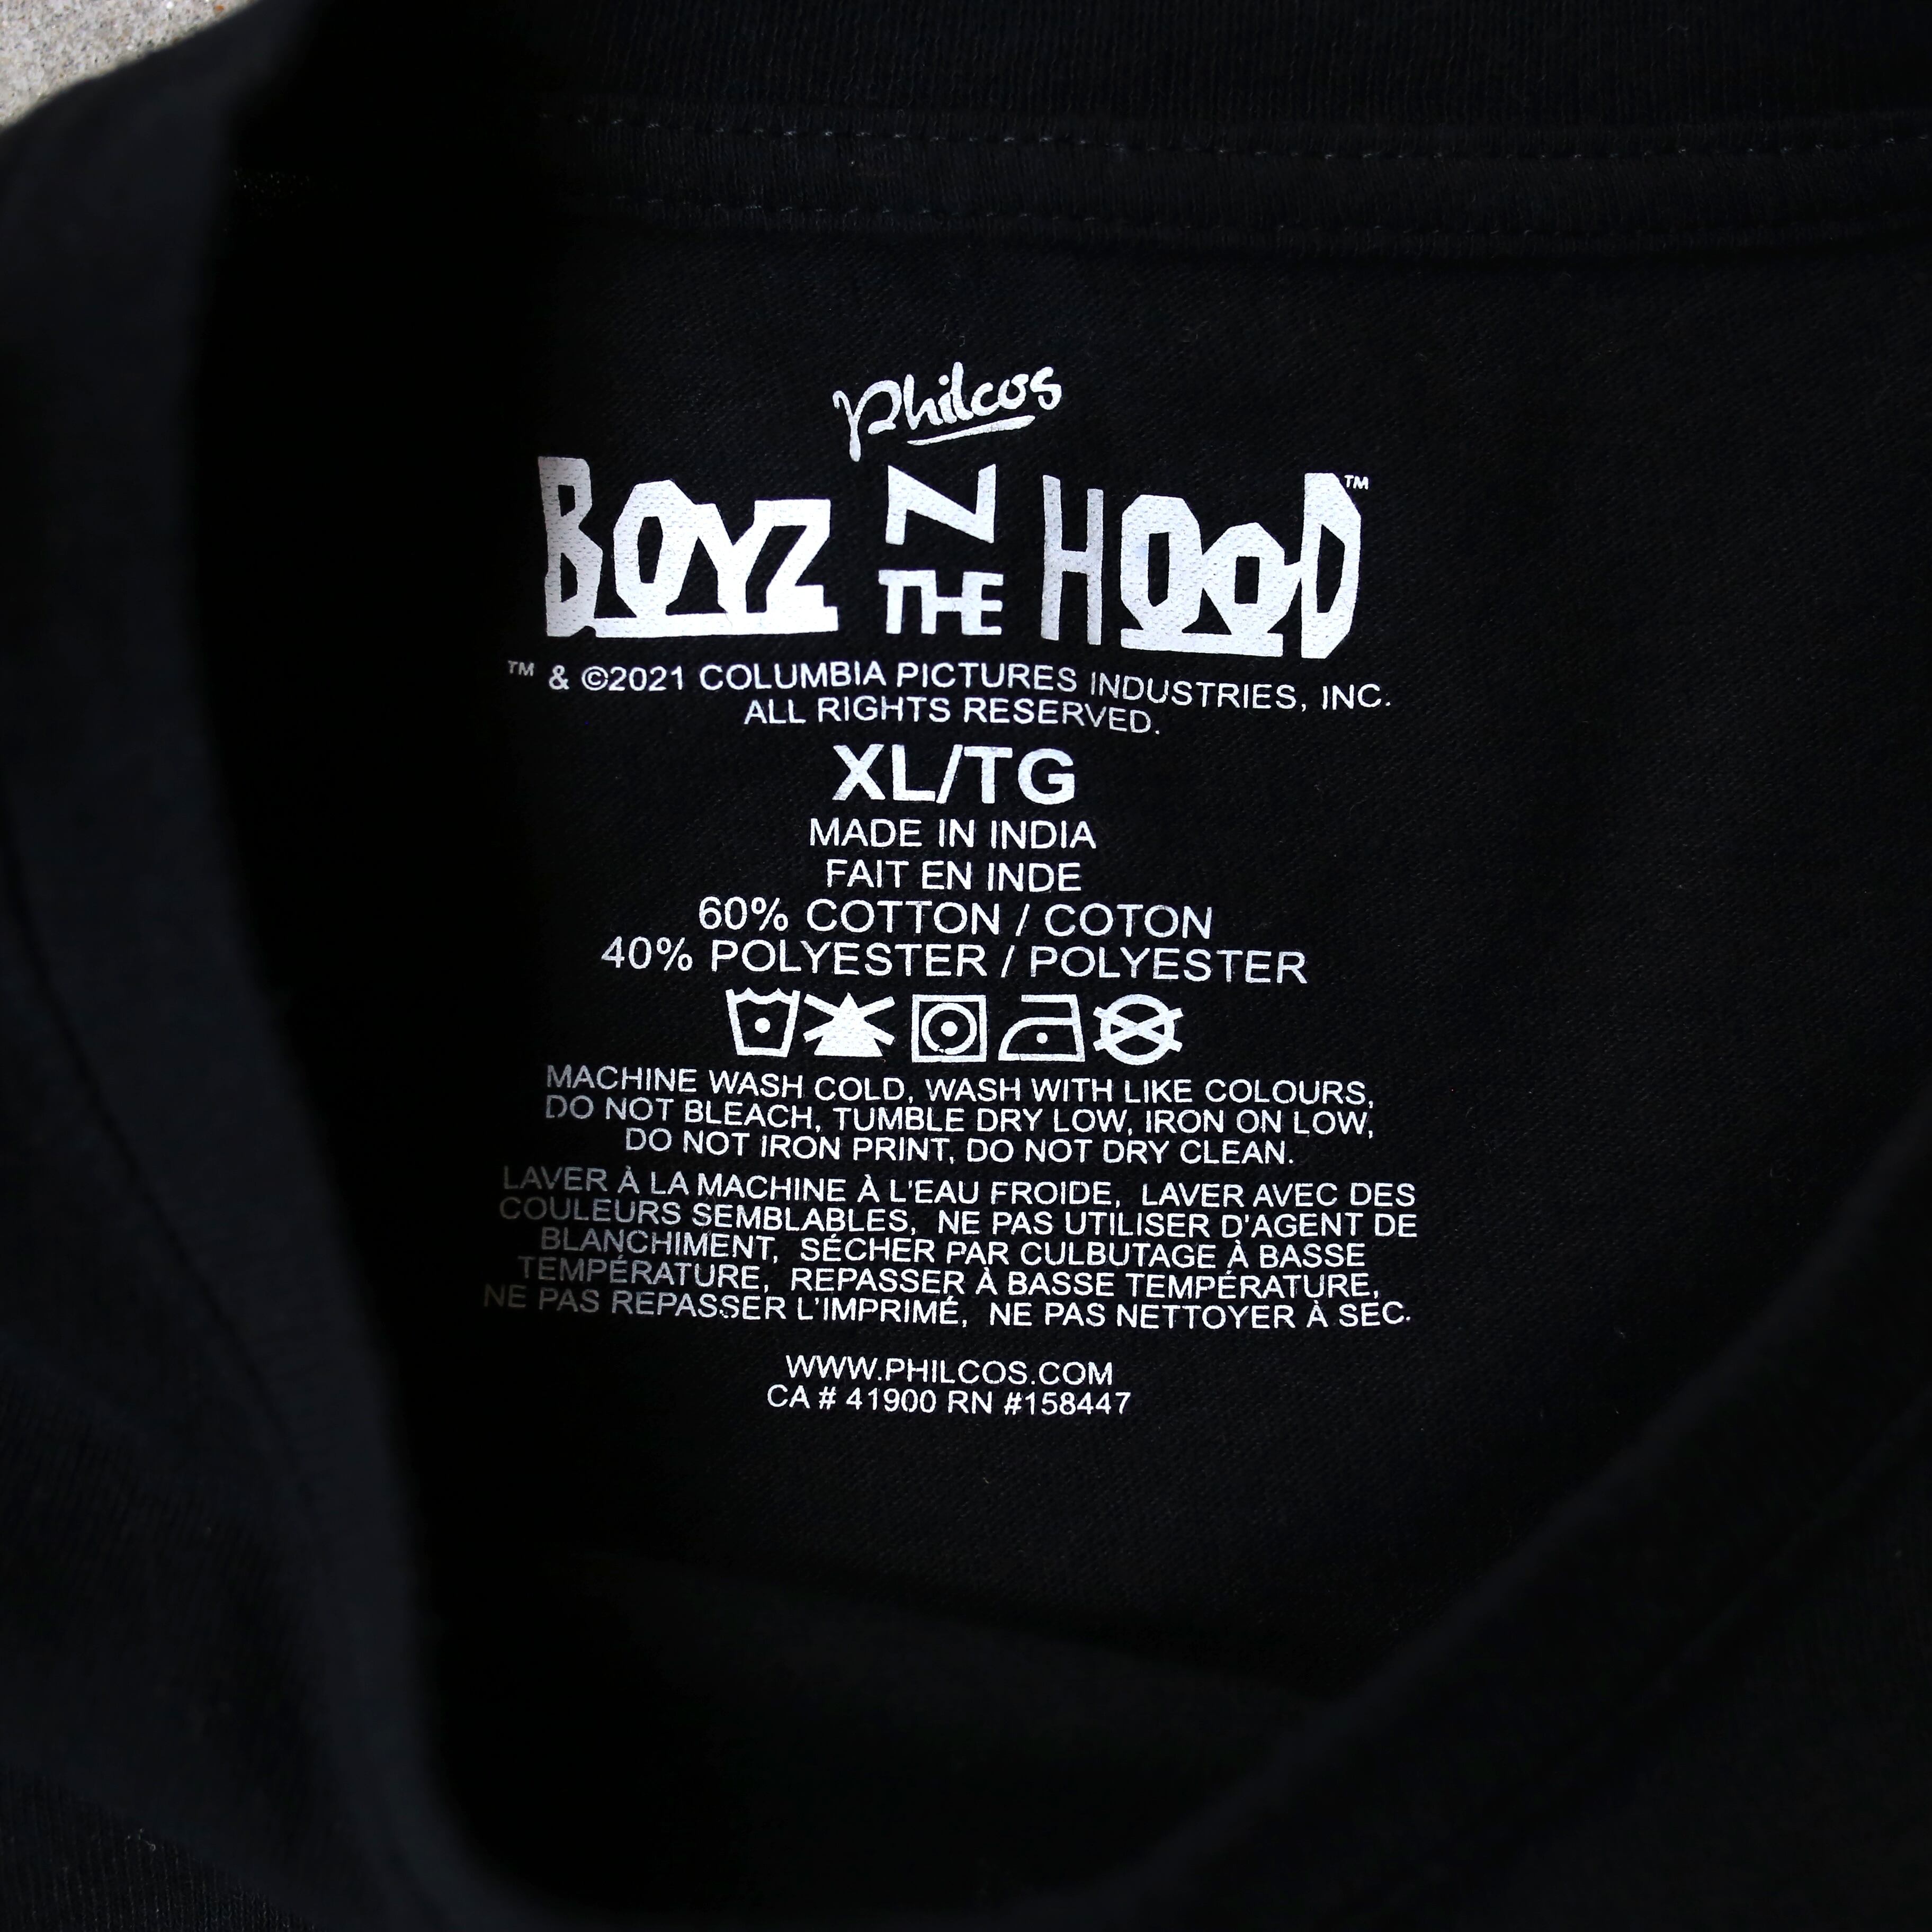 Philcos
BOYZ N THE HOOD™
™ & ©2021 COLUMBIA PICTURES INDUSTRIES, INC.
ALL RIGHTS RESERVED.
XL/TG
MADE IN INDIA
FAIT EN INDE
60% COTTON / COTON
40% POLYESTER / POLYESTER
MACHINE WASH COLD, WASH WITH LIKE COLOURS,
DO NOT BLEACH, TUMBLE DRY LOW, IRON ON LOW,
DO NOT IRON PRINT, DO NOT DRY CLEAN.
LAVER À LA MACHINE À L'EAU FROIDE, LAVER AVEC DES
COULEURS SEMBLABLES, NE PAS UTILISER D'AGENT DE
BLANCHIMENT, SÉCHER PAR CULBUTAGE À BASSE
TEMPÉRATURE, REPASSER À BASSE TEMPÉRATURE,
NE PAS REPASSER L'IMPRIMÉ, NE PAS NETTOYER À SEC.
WWW.PHILCOS.COM
CA # 41900 RN #158447